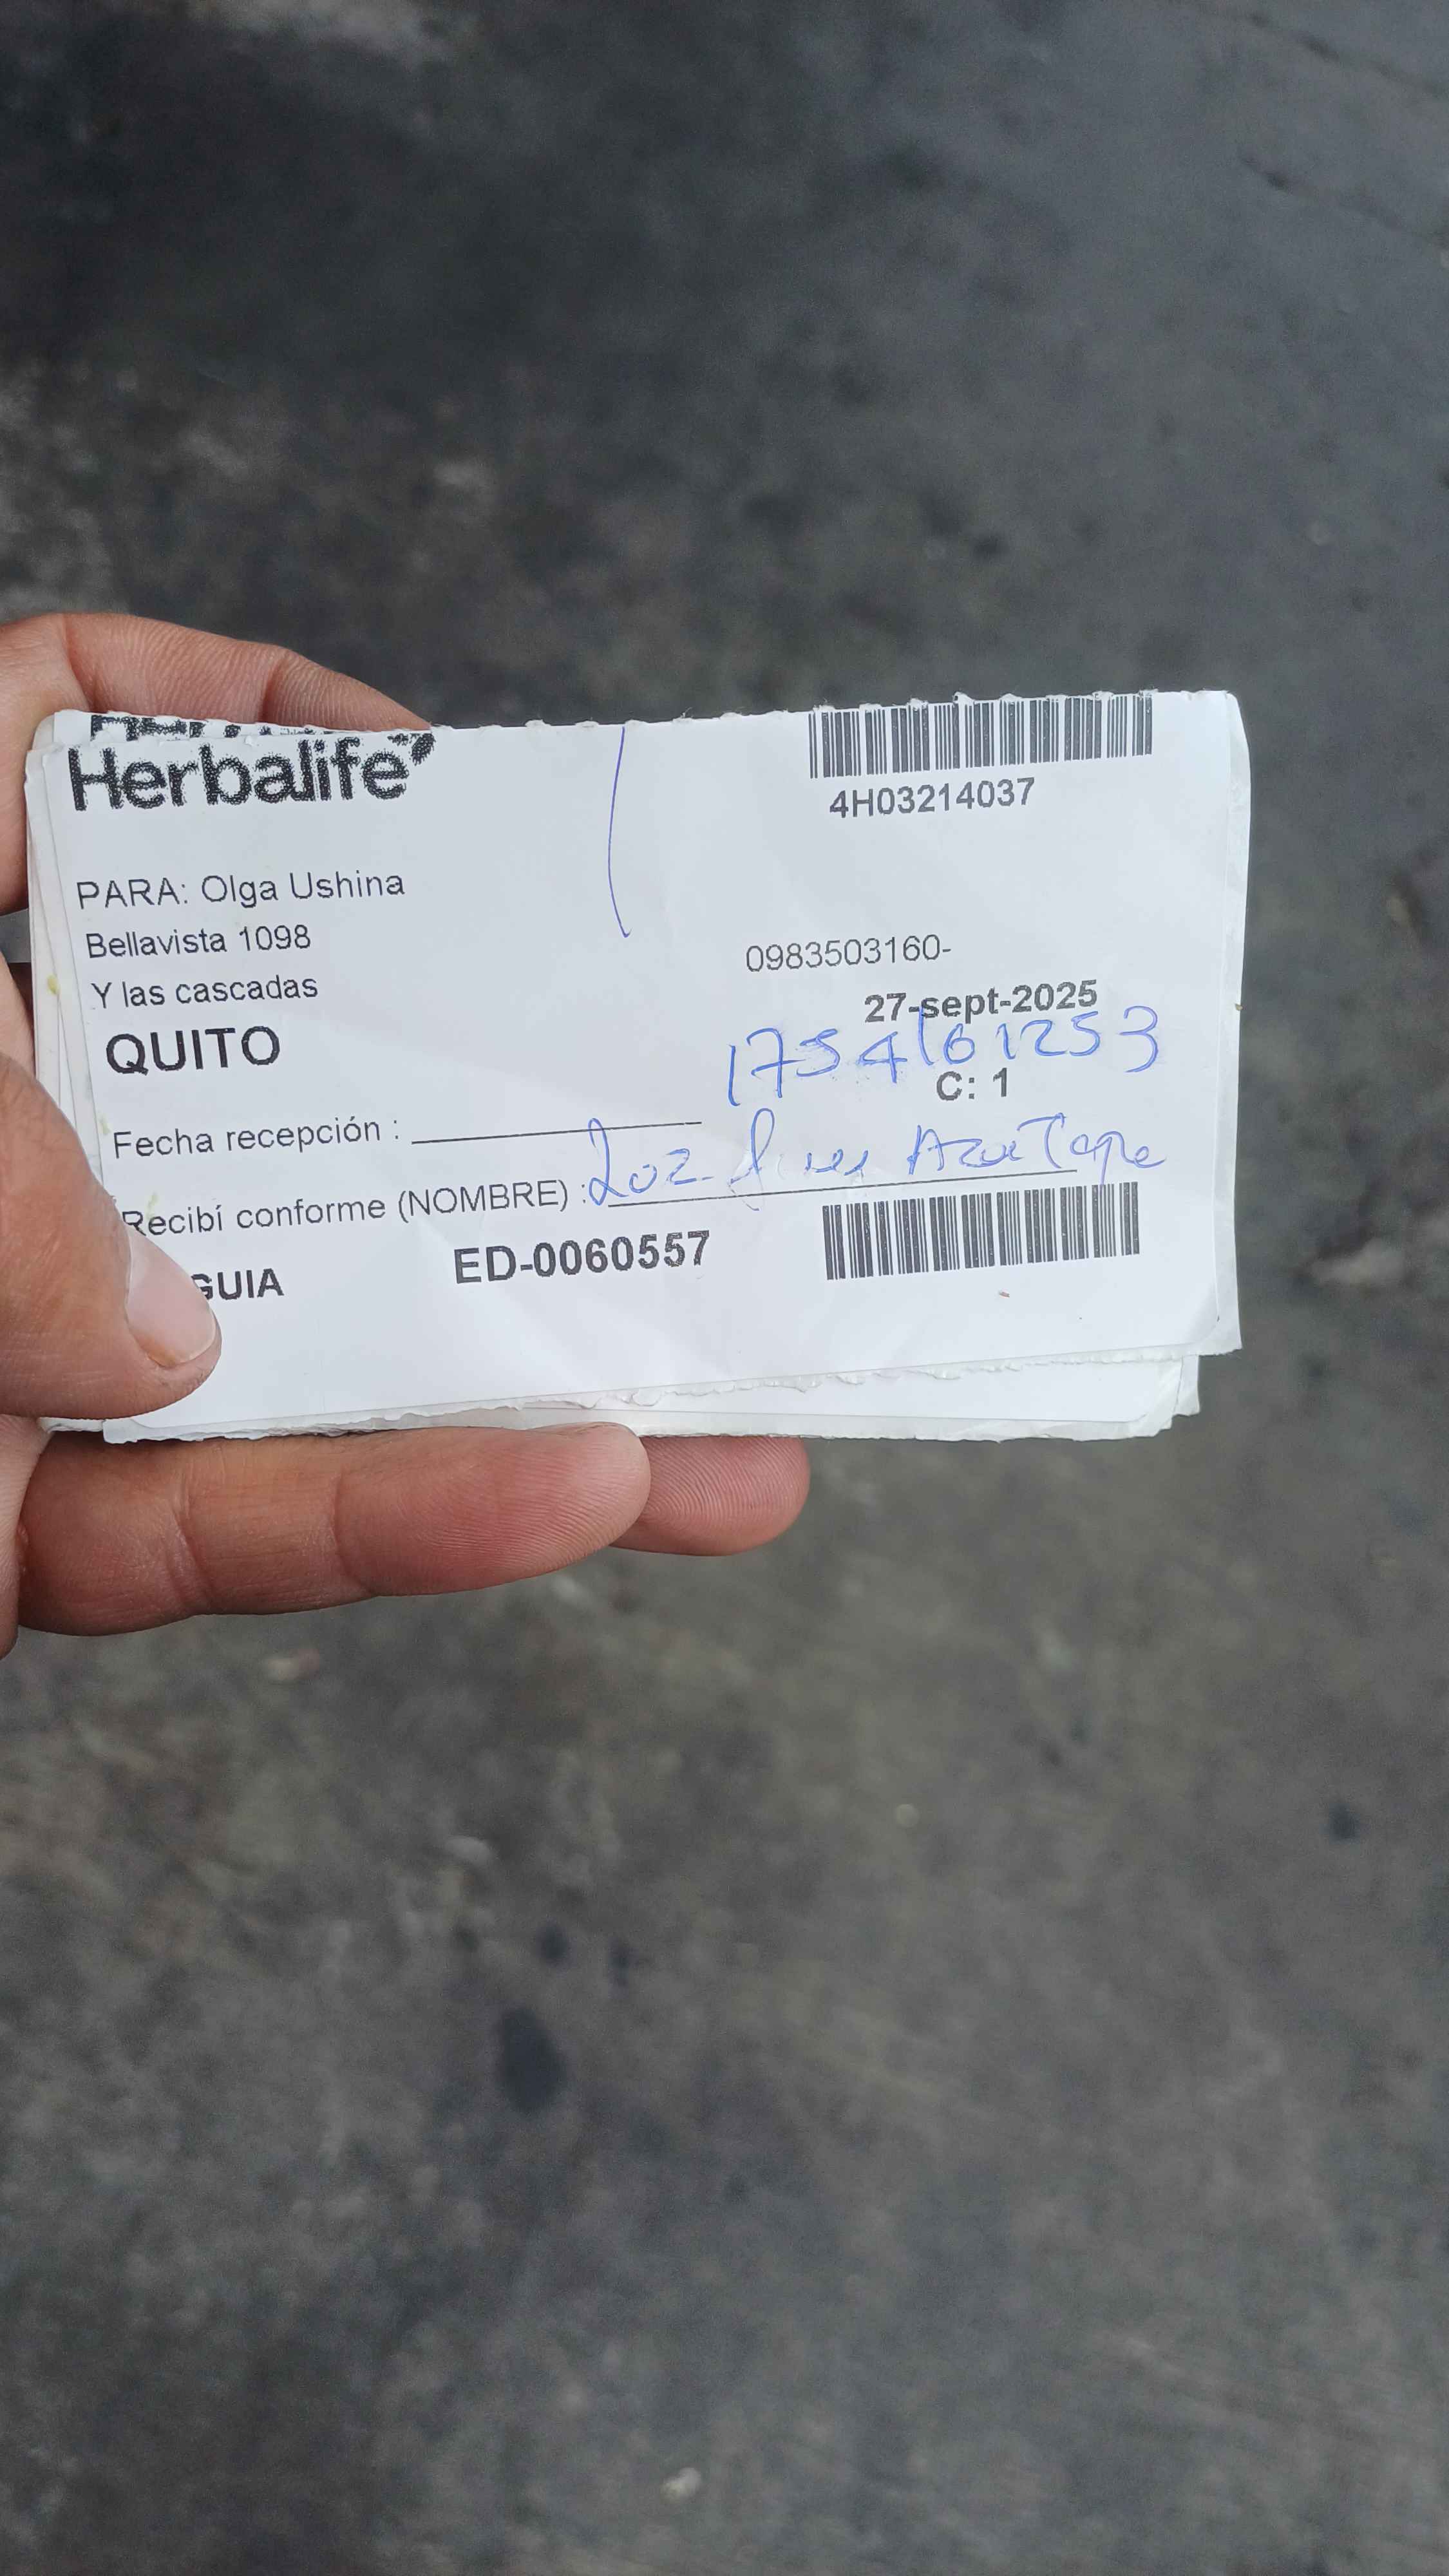 Herbalife
4H03214037
PARA: Olga Ushina
Bellavista 1098
0983503160-
Y las cascadas
27-sept-2025
QUITO
1754161253
C: 1
Fecha recepción :
Recibí conforme (NOMBRE) : Luz
GUIA
ED-0060557